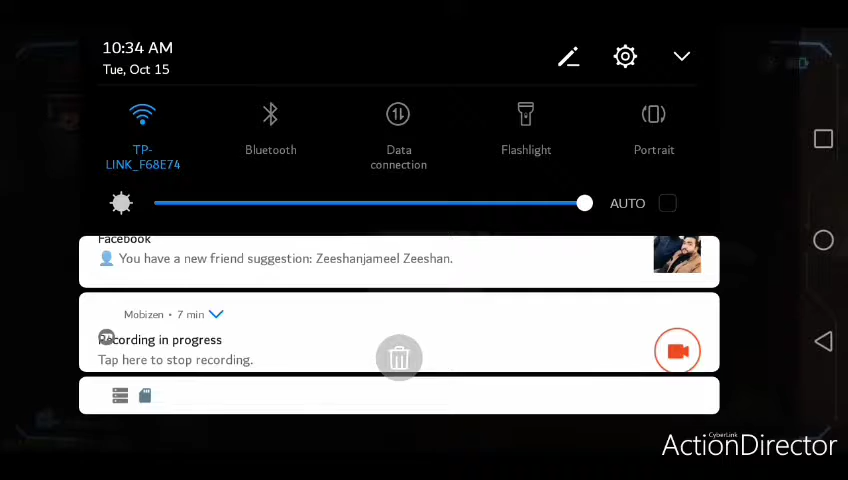 10:34 AM
Tue, Oct 15
TP-
LINK_F68E74
Bluetooth
Data
connection
Flashlight
Portrait
AUTO
Facebook
You have a new friend suggestion: Zeeshanjameel Zeeshan.
Mobizen • 7 min
Recording in progress
Tap here to stop recording.
CyberLink
ActionDirector